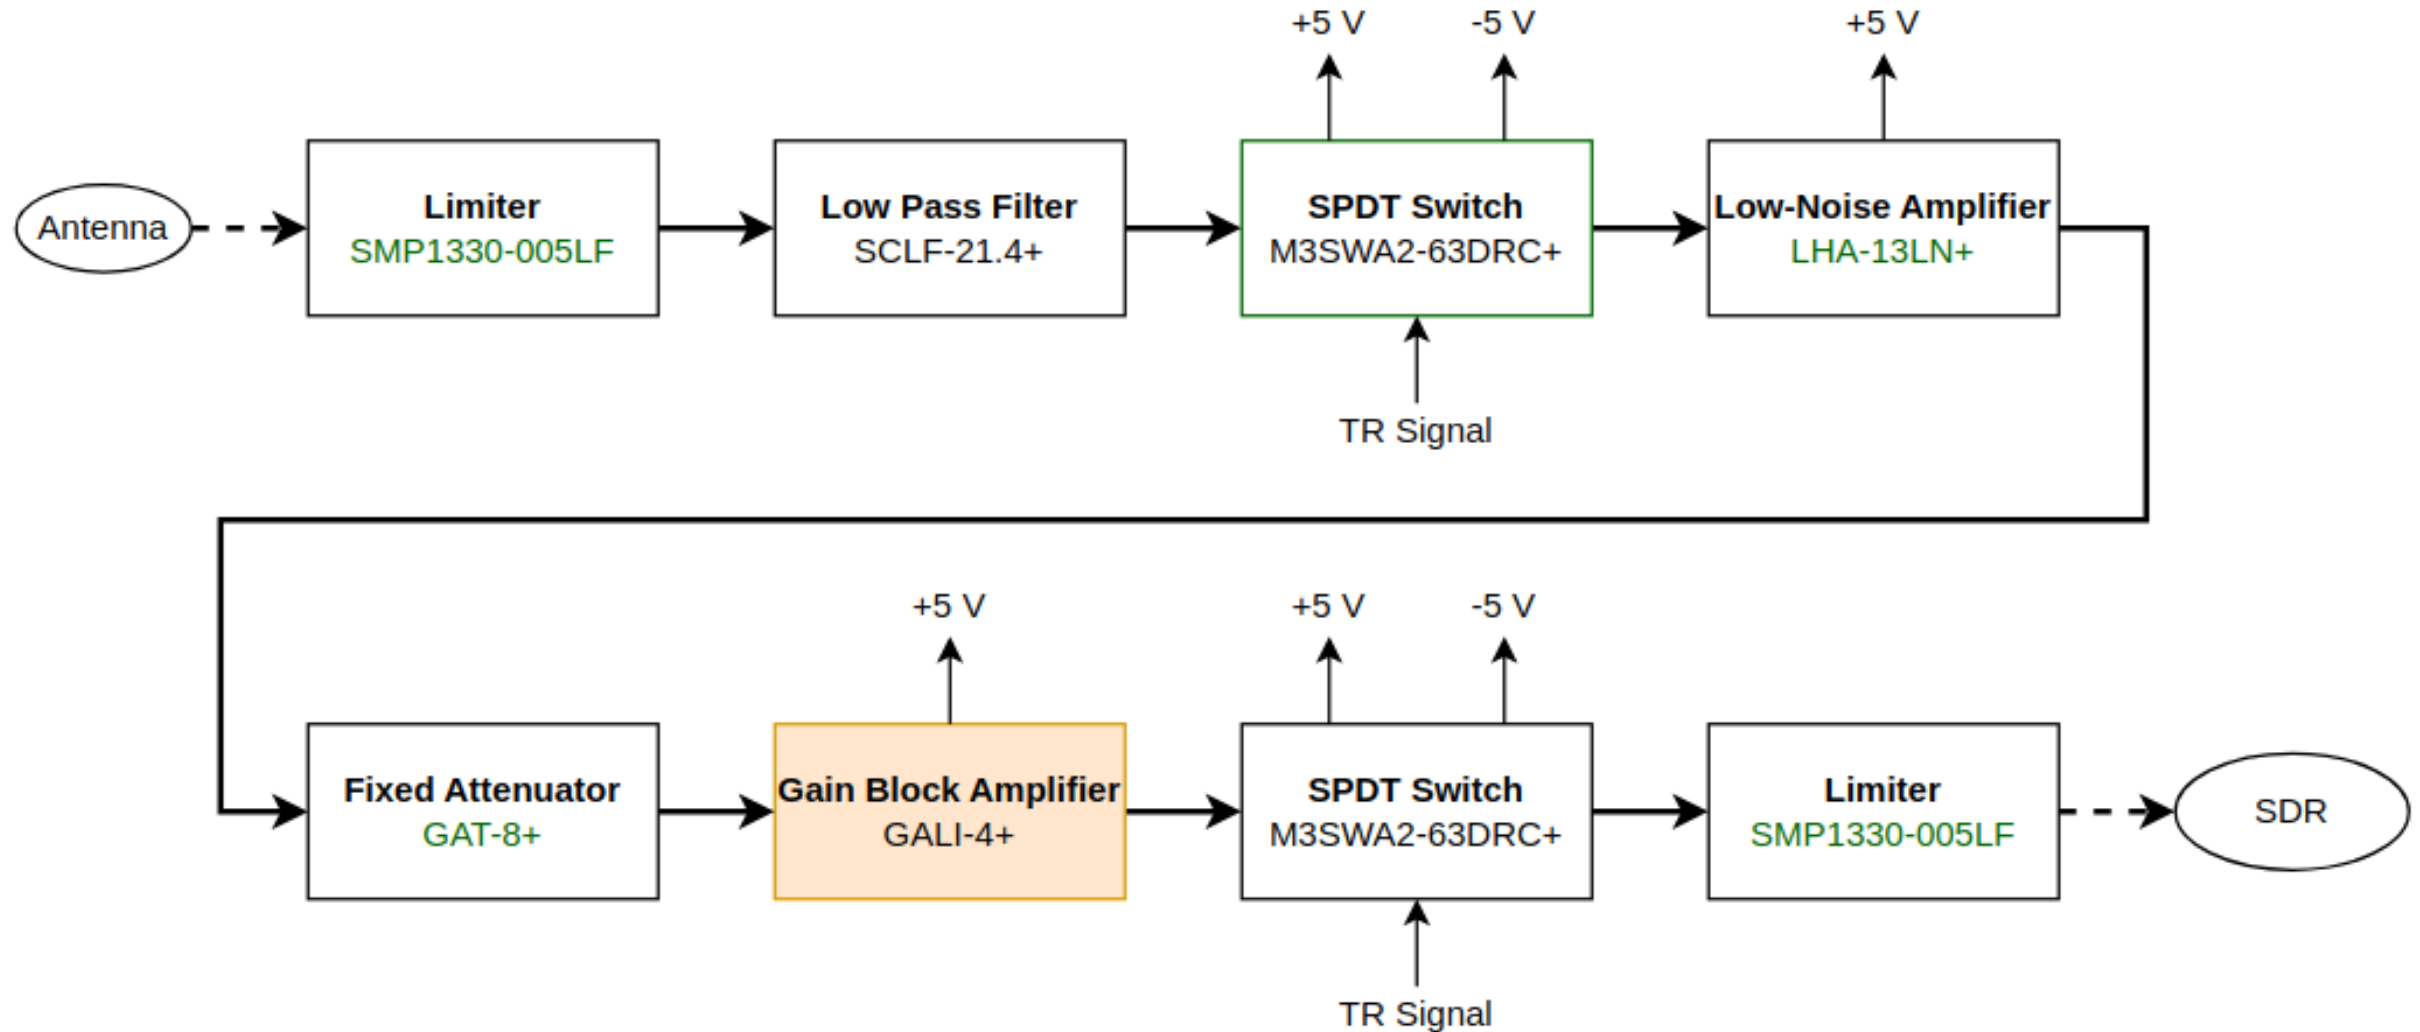 +5 V
-5 V
+5 V
Antenna
Limiter
SMP1330-005LF
Low Pass Filter
SCLF-21.4+
SPDT Switch
M3SWA2-63DRC+
Low-Noise Amplifier
LHA-13LN+
TR Signal
+5 V
+5 V
-5 V
Fixed Attenuator
GAT-8+
Gain Block Amplifier
GALI-4+
SPDT Switch
M3SWA2-63DRC+
Limiter
SMP1330-005LF
SDR
TR Signal